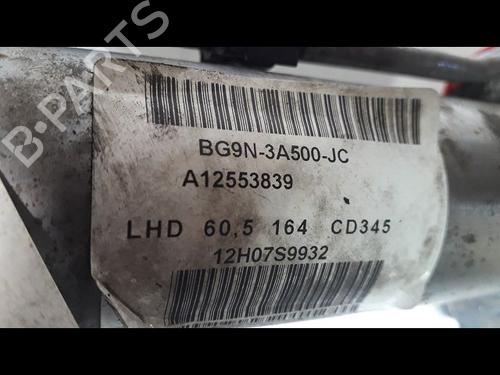 B-PARTS
BG9N-3A500-JC
A12553839
LHD 60,5 164 CD345
12H07S9932